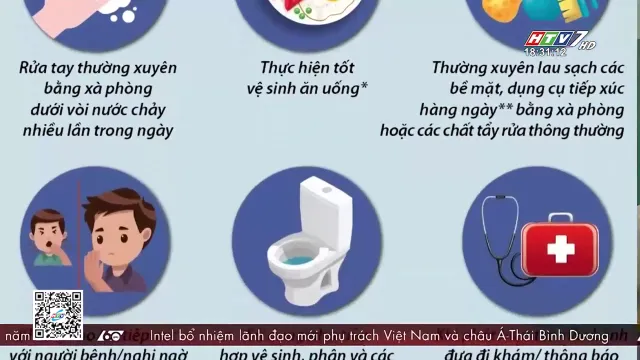 HTV7 HD
18:31:12
Rửa tay thường xuyên
bằng xà phòng
dưới vòi nước chảy
nhiều lần trong ngày
Thực hiện tốt
vệ sinh ăn uống*
Thường xuyên lau sạch các
bề mặt, dụng cụ tiếp xúc
hàng ngày** bằng xà phòng
hoặc các chất tẩy rửa thông thường
năm
60
Intel bổ nhiệm lãnh đạo mới phụ trách Việt Nam và châu Á-Thái Bình Dương
với người bệnh/nghi ngờ
hợp vệ sinh, phân và các
đưa đi khám/thông báo